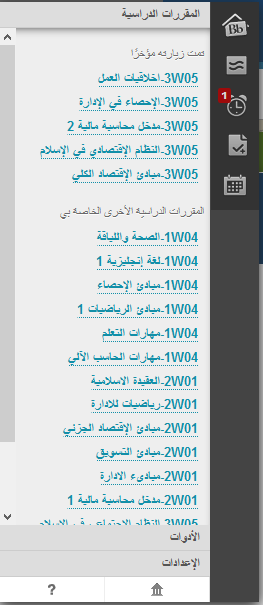 المقررات الدراسية
Bb
تمت زيارته مؤخرًا
3W05-اخلاقيات العمل
3W05-الإحصاء في الإدارة
3W05-مدخل محاسبة مالية 2
3W05-النظام الإقتصادي في الإسلام
3W05-مبادئ الإقتصاد الكلي
1
المقررات الدراسية الأخرى الخاصة بي
1W04-الصحة واللياقة
1W04-لغة إنجليزية 1
1W04-مبادئ الإحصاء
1W04-مبادئ الرياضيات 1
1W04-مهارات التعلم
1W04-مهارات الحاسب الآلي
2W01-العقيدة الاسلامية
2W01-رياضيات للادارة
2W01-مبادئ الإقتصاد الجزئي
2W01-مبادئ التسويق
2W01-مبادىء الادارة
2W01-مدخل محاسبة مالية 1
3W05-النظام الاجتماعي في الاسلام
الأدوات
الإعدادات
?